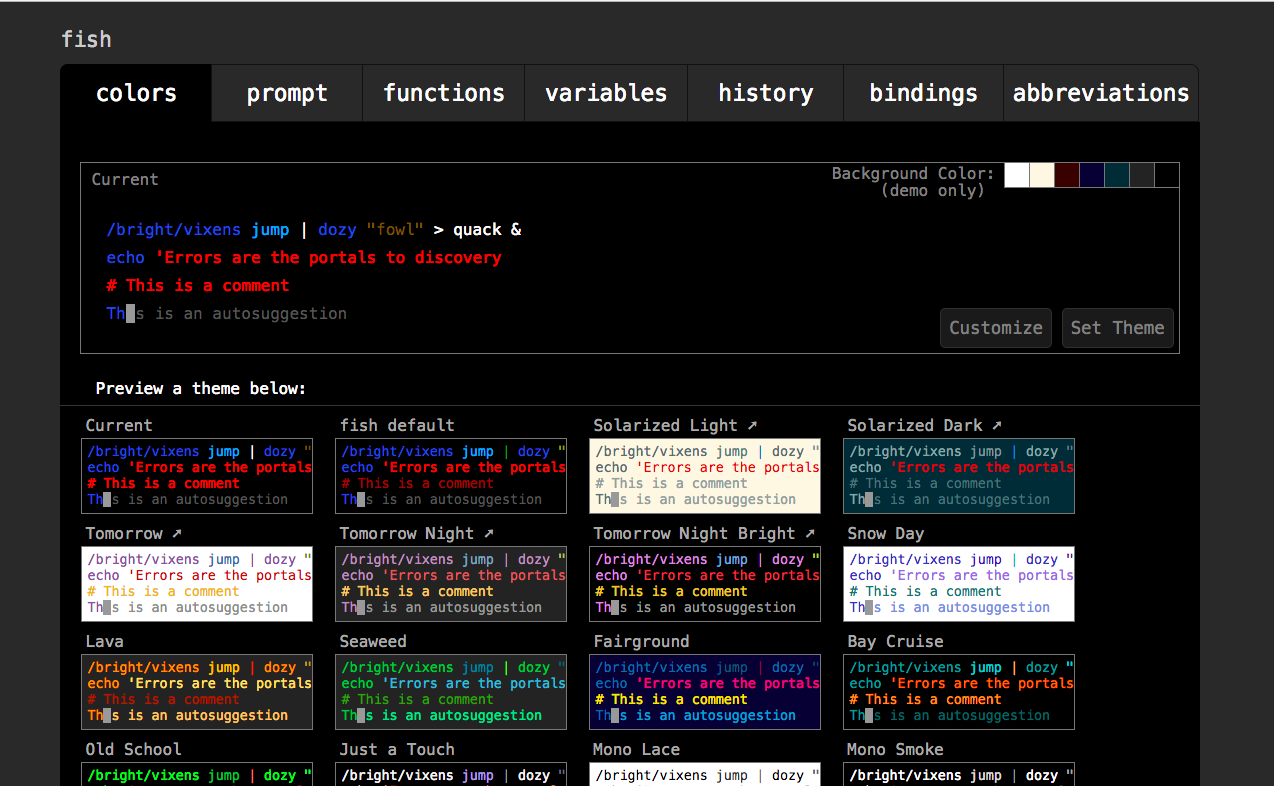 fish
colors prompt functions variables history bindings abbreviations
Current
Background Color:
(demo only)
/bright/vixens jump | dozy "fowl" > quack &
echo 'Errors are the portals to discovery
# This is a comment
Ths is an autosuggestion
Customize Set Theme
Preview a theme below:
Current fish default Solarized Light ➚ Solarized Dark ➚
/bright/vixens jump | dozy " /bright/vixens jump | dozy " /bright/vixens jump | dozy " /bright/vixens jump | dozy "
echo 'Errors are the portals echo 'Errors are the portals echo 'Errors are the portals echo 'Errors are the portals
# This is a comment # This is a comment # This is a comment # This is a comment
Ths is an autosuggestion Ths is an autosuggestion Ths is an autosuggestion Ths is an autosuggestion
Tomorrow ➚ Tomorrow Night ➚ Tomorrow Night Bright ➚ Snow Day
/bright/vixens jump | dozy " /bright/vixens jump | dozy " /bright/vixens jump | dozy " /bright/vixens jump | dozy "
echo 'Errors are the portals echo 'Errors are the portals echo 'Errors are the portals echo 'Errors are the portals
# This is a comment # This is a comment # This is a comment # This is a comment
Ths is an autosuggestion Ths is an autosuggestion Ths is an autosuggestion Ths is an autosuggestion
Lava Seaweed Fairground Bay Cruise
/bright/vixens jump | dozy " /bright/vixens jump | dozy " /bright/vixens jump | dozy " /bright/vixens jump | dozy "
echo 'Errors are the portals echo 'Errors are the portals echo 'Errors are the portals echo 'Errors are the portals
# This is a comment # This is a comment # This is a comment # This is a comment
Ths is an autosuggestion Ths is an autosuggestion Ths is an autosuggestion Ths is an autosuggestion
Old School Just a Touch Mono Lace Mono Smoke
/bright/vixens jump | dozy " /bright/vixens jump | dozy " /bright/vixens jump | dozy " /bright/vixens jump | dozy "